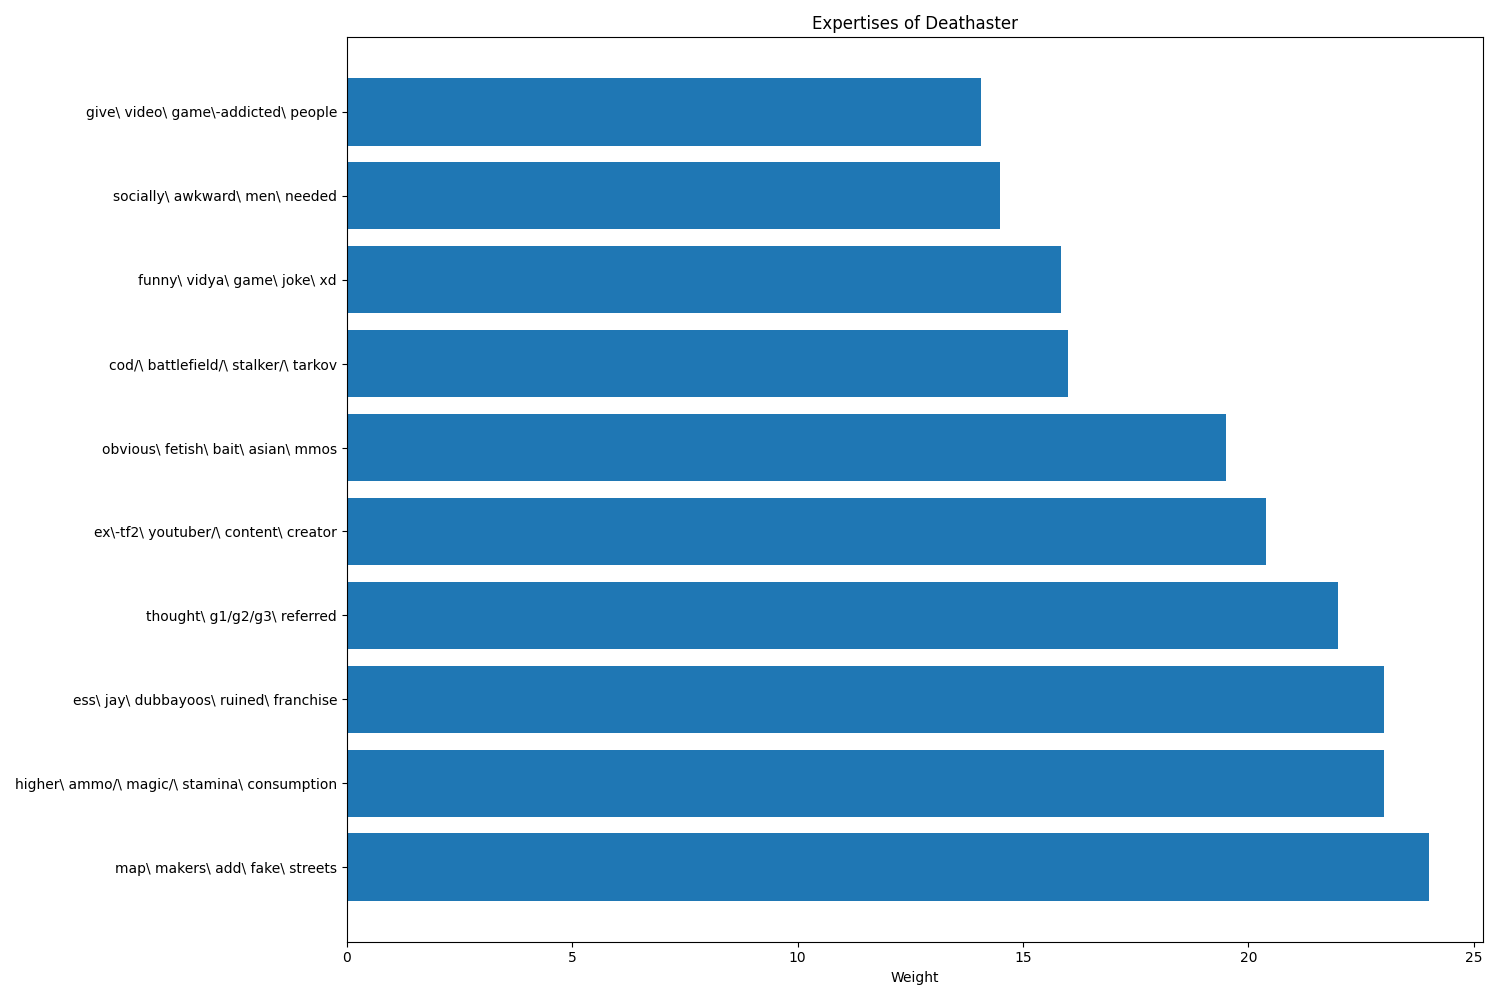 Expertises of Deathaster
give\ video\ game\-addicted\ people
socially\ awkward\ men\ needed
funny\ vidya\ game\ joke\ xd
cod/\ battlefield/\ stalker/\ tarkov
obvious\ fetish\ bait\ asian\ mmos
ex\-tf2\ youtuber/\ content\ creator
thought\ g1/g2/g3\ referred
ess\ jay\ dubbayoos\ ruined\ franchise
higher\ ammo/\ magic/\ stamina\ consumption
map\ makers\ add\ fake\ streets
0 5 10 15 20 25
Weight